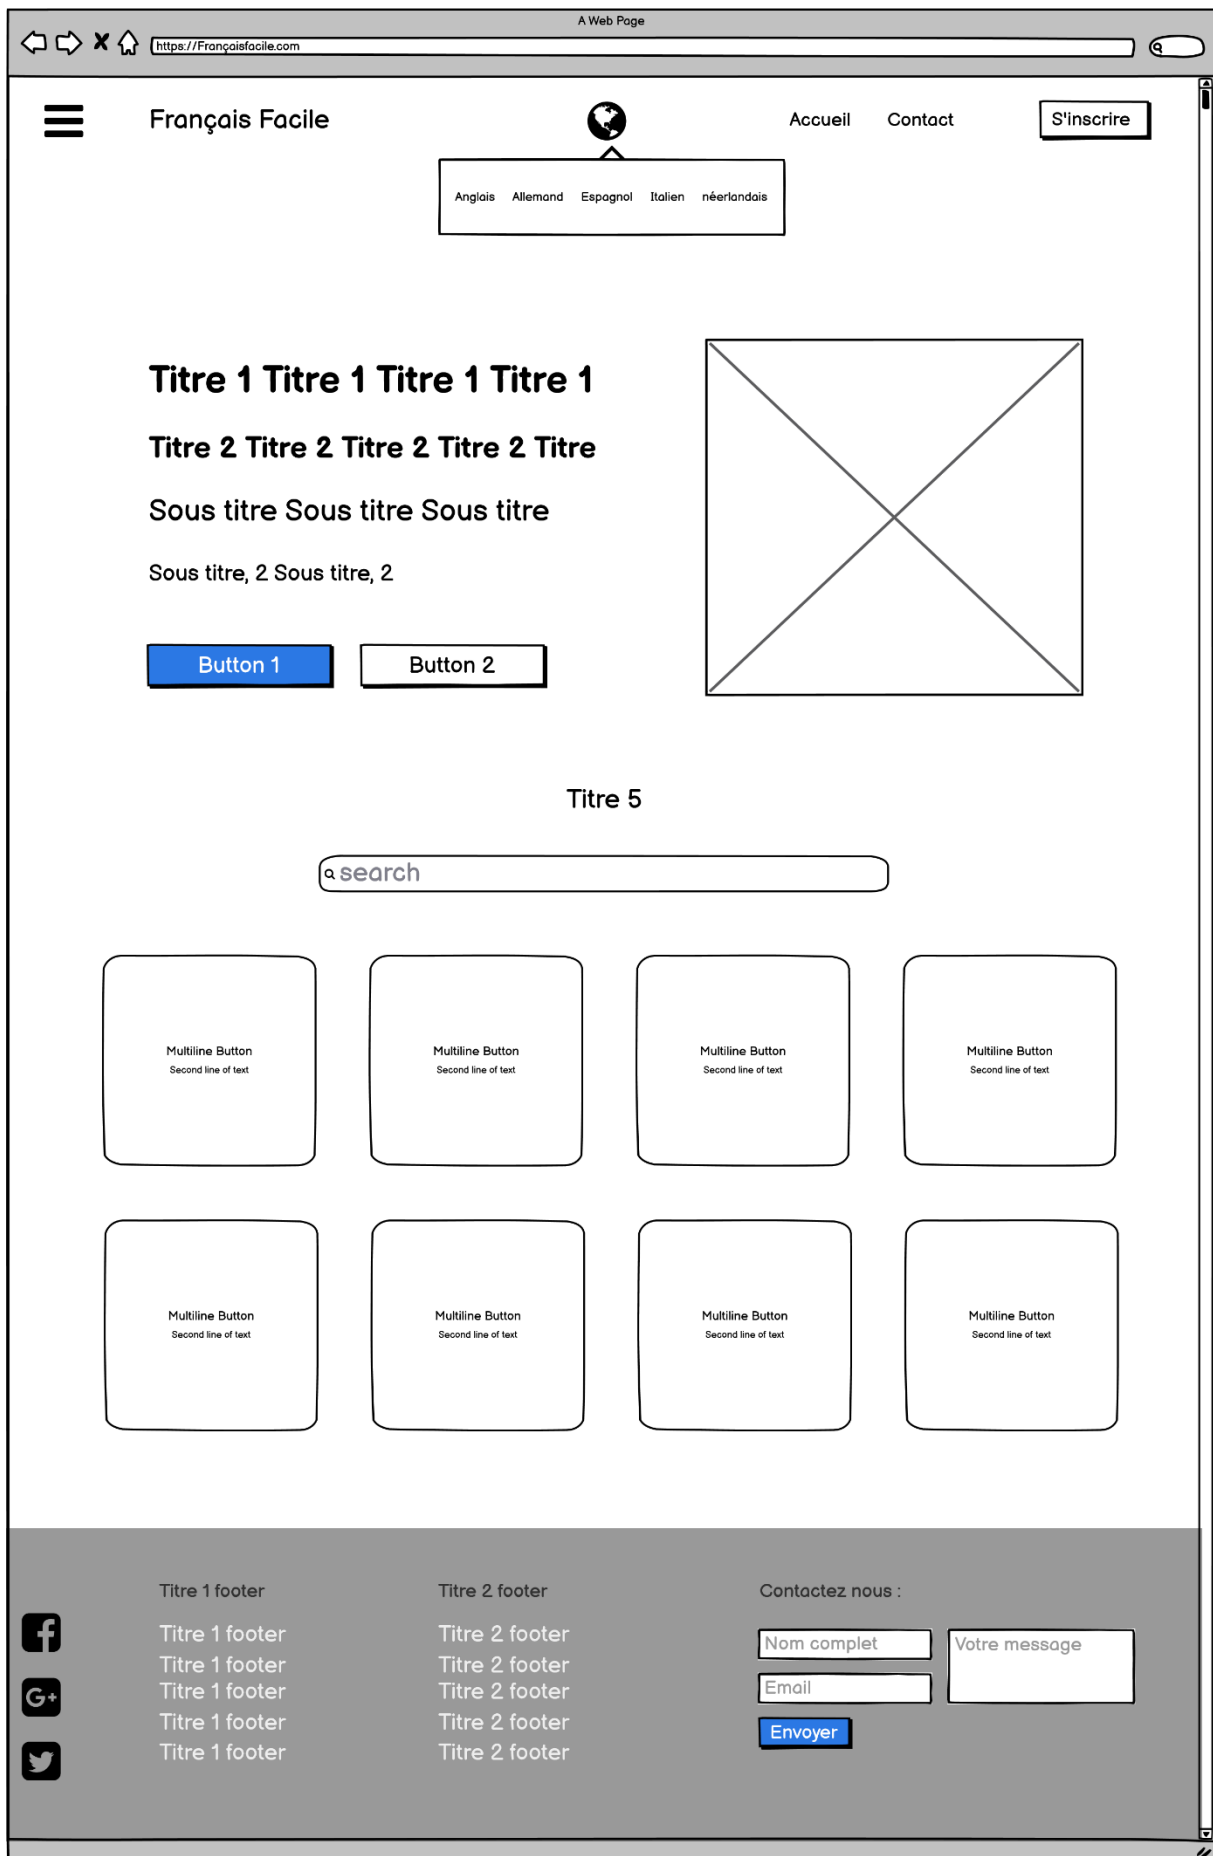 A Web Page
https://Françaisfacile.com
Français Facile
Accueil
Contact
S'inscrire
Anglais Allemand Espagnol Italien néerlandais
Titre 1 Titre 1 Titre 1 Titre 1
Titre 2 Titre 2 Titre 2 Titre 2 Titre
Sous titre Sous titre Sous titre
Sous titre, 2 Sous titre, 2
Button 1
Button 2
Titre 5
search
Multiline Button
Second line of text
Multiline Button
Second line of text
Multiline Button
Second line of text
Multiline Button
Second line of text
Multiline Button
Second line of text
Multiline Button
Second line of text
Multiline Button
Second line of text
Multiline Button
Second line of text
Titre 1 footer
Titre 1 footer
Titre 1 footer
Titre 1 footer
Titre 1 footer
Titre 1 footer
Titre 2 footer
Titre 2 footer
Titre 2 footer
Titre 2 footer
Titre 2 footer
Titre 2 footer
Contactez nous :
Nom complet
Email
Votre message
Envoyer
G+